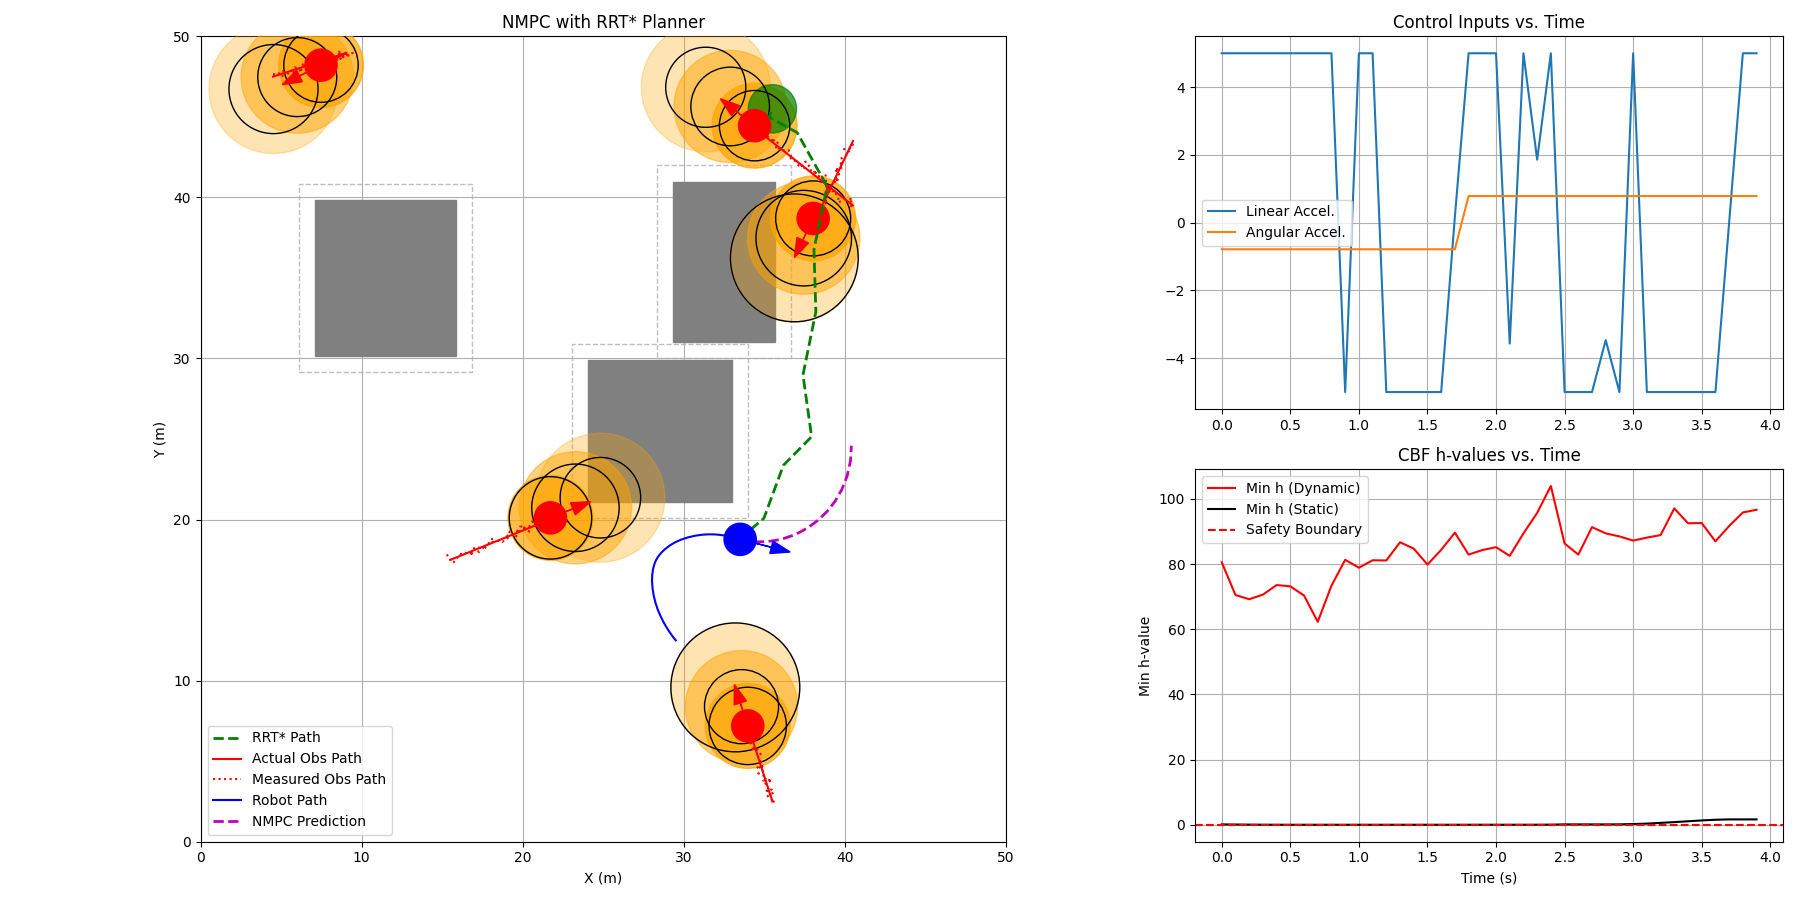 NMPC with RRT* Planner
50
40
30
20
10
0
Y (m)
0 10 20 30 40 50
X (m)
RRT* Path
Actual Obs Path
Measured Obs Path
Robot Path
NMPC Prediction
Control Inputs vs. Time
4
2
0
−2
−4
Linear Accel.
Angular Accel.
0.0 0.5 1.0 1.5 2.0 2.5 3.0 3.5 4.0
CBF h-values vs. Time
100
80
60
40
20
0
Min h-value
Min h (Dynamic)
Min h (Static)
Safety Boundary
0.0 0.5 1.0 1.5 2.0 2.5 3.0 3.5 4.0
Time (s)